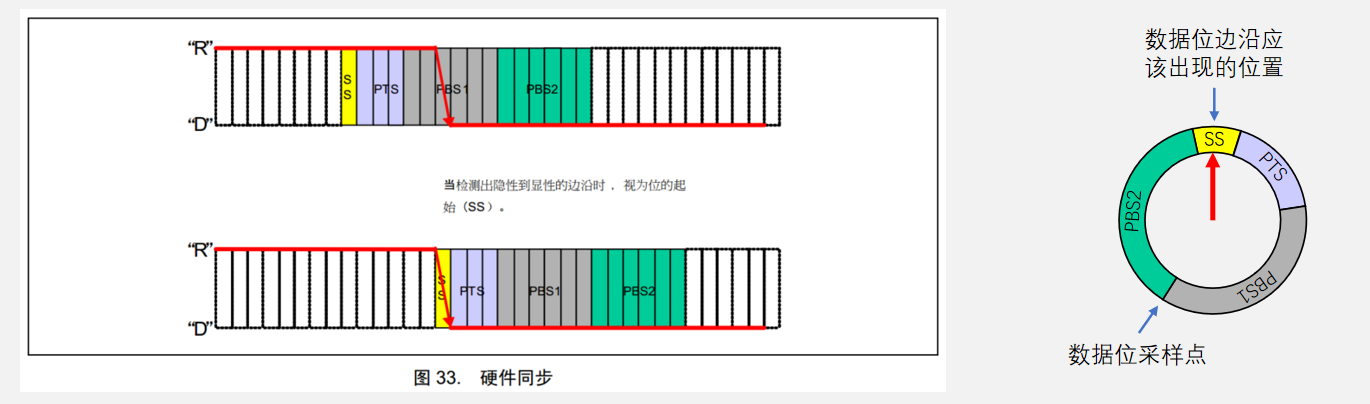 “R”
SS
PTS
PBS1
PBS2
“D”
当检测出隐性到显性的边沿时，视为位的起
始（SS）。
“R”
SS
PTS
PBS1
PBS2
“D”
图 33. 硬件同步
数据位边沿应
该出现的位置
SS
PTS
PBS2
PBS1
数据位采样点